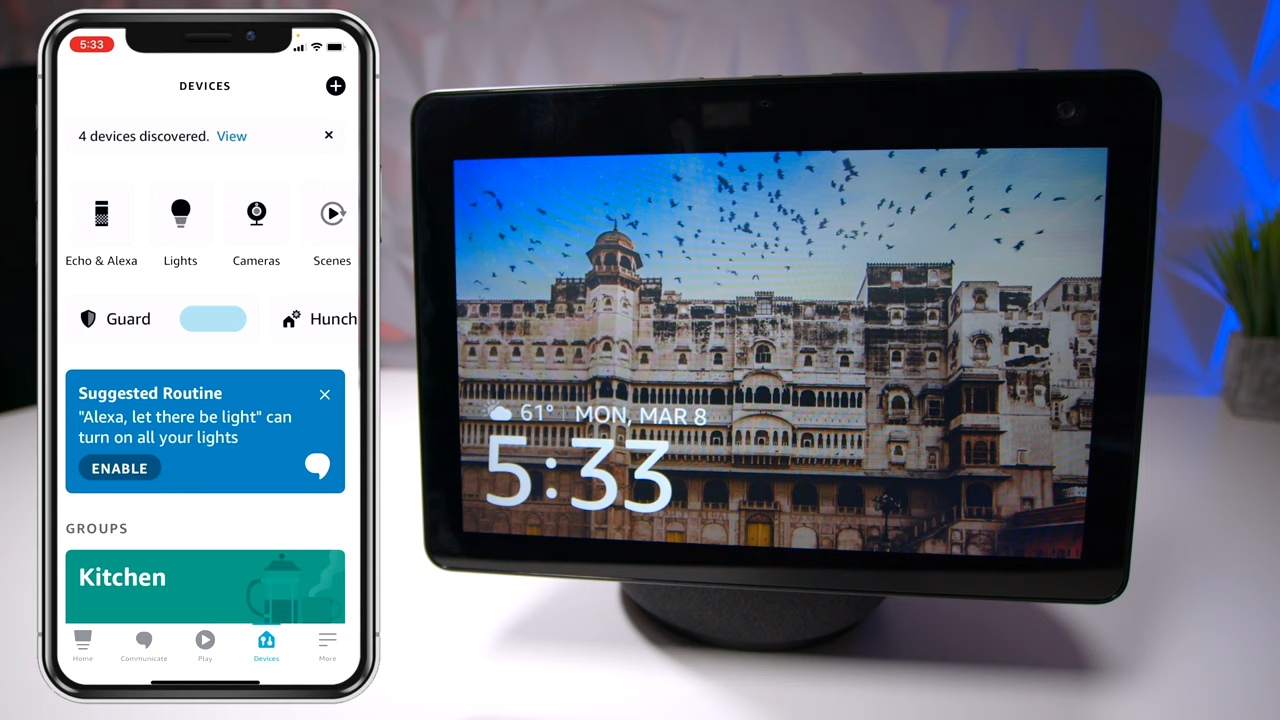 5:33
DEVICES
4 devices discovered. View
Echo & Alexa
Lights
Cameras
Scenes
Guard
Hunch
Suggested Routine
"Alexa, let there be light" can
turn on all your lights
ENABLE
GROUPS
Kitchen
Home
Communicate
Play
Devices
More
61° | MON, MAR 8
5:33